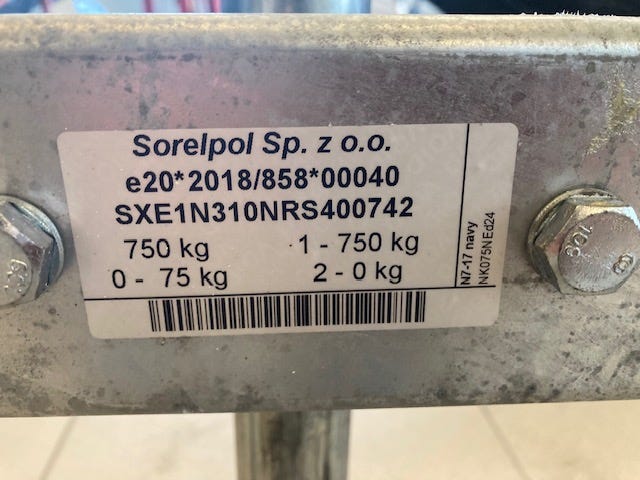 Sorelpol Sp. z o.o.
e20*2018/858*00040
SXE1N310NRS400742
750 kg 1 - 750 kg
0 - 75 kg 2 - 0 kg
N7-17 navy
NK075NEd24